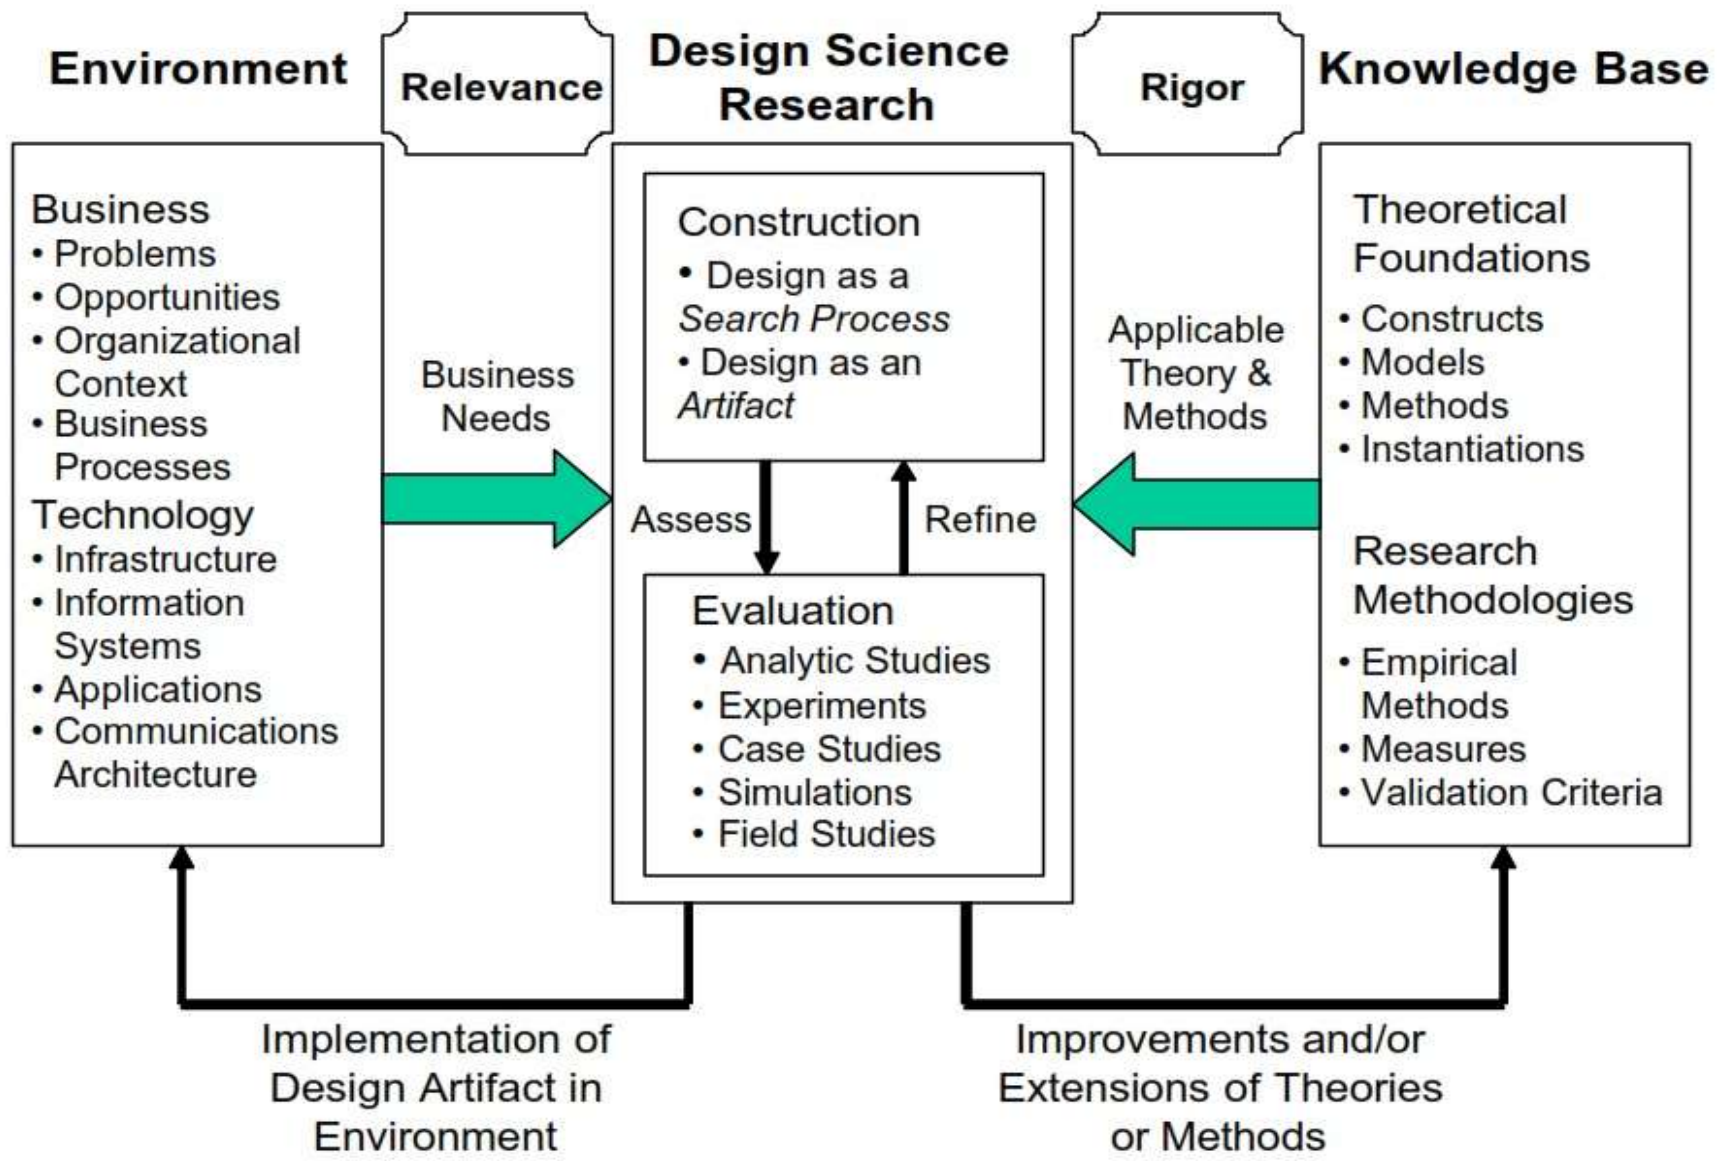 Environment
Relevance
Design Science
Research
Rigor
Knowledge Base
Business
• Problems
• Opportunities
• Organizational
Context
• Business
Processes
Technology
• Infrastructure
• Information
Systems
• Applications
• Communications
Architecture
Business
Needs
Construction
• Design as a
Search Process
• Design as an
Artifact
Assess
Refine
Evaluation
• Analytic Studies
• Experiments
• Case Studies
• Simulations
• Field Studies
Applicable
Theory &
Methods
Theoretical
Foundations
• Constructs
• Models
• Methods
• Instantiations
Research
Methodologies
• Empirical
Methods
• Measures
• Validation Criteria
Implementation of
Design Artifact in
Environment
Improvements and/or
Extensions of Theories
or Methods